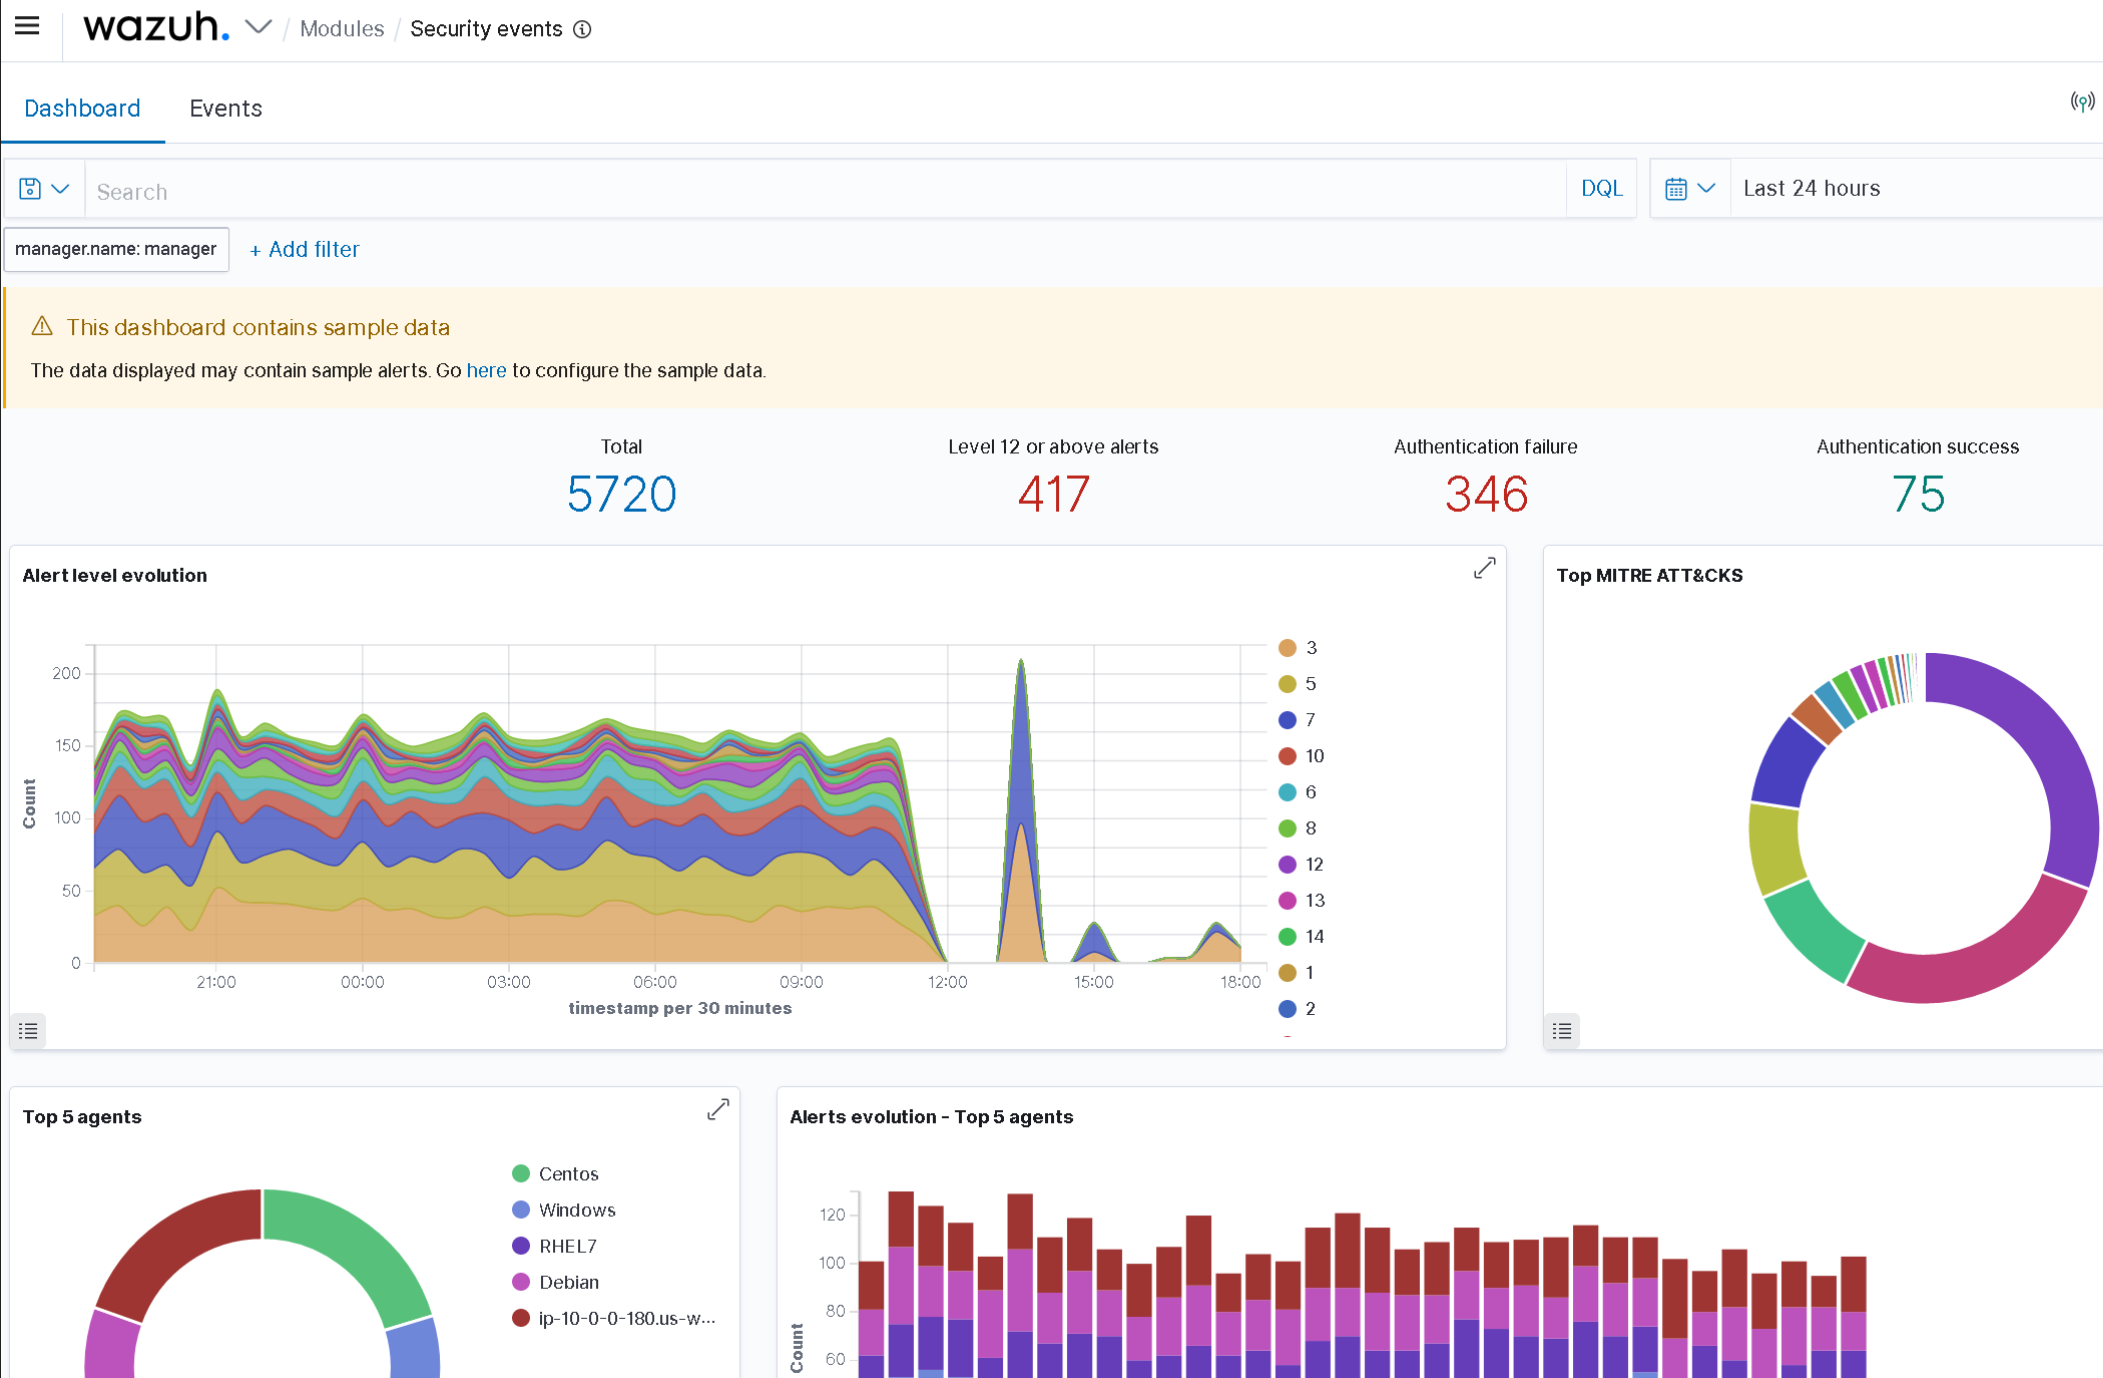 wazuh. / Modules / Security events
Dashboard Events
Search DQL Last 24 hours
manager.name: manager + Add filter
This dashboard contains sample data
The data displayed may contain sample alerts. Go here to configure the sample data.
Total Level 12 or above alerts Authentication failure Authentication success
5720 417 346 75
Alert level evolution
200
150
100
50
0
Count
21:00 00:00 03:00 06:00 09:00 12:00 15:00 18:00
timestamp per 30 minutes
3
5
7
10
6
8
12
13
14
1
2
Top MITRE ATT&CKS
Top 5 agents
Centos
Windows
RHEL7
Debian
ip-10-0-0-180.us-w...
Alerts evolution - Top 5 agents
120
100
80
60
Count